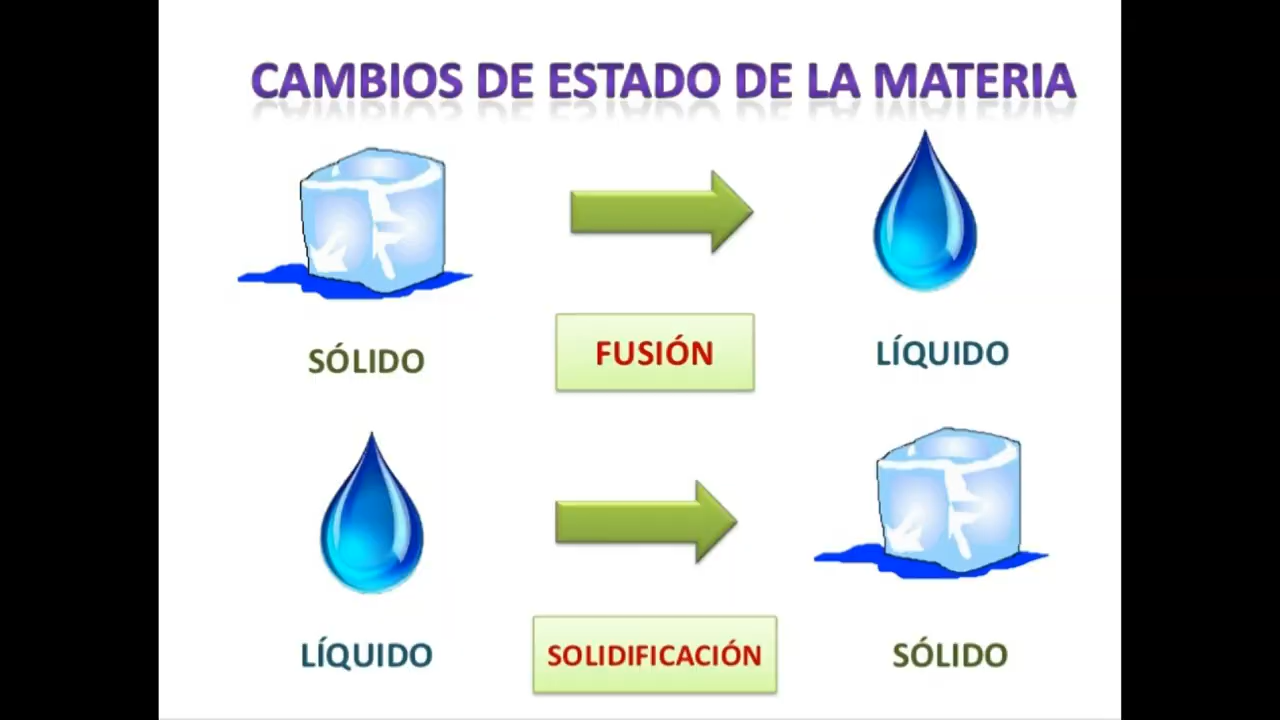 CAMBIOS DE ESTADO DE LA MATERIA
SÓLIDO
FUSIÓN
LÍQUIDO
LÍQUIDO
SOLIDIFICACIÓN
SÓLIDO